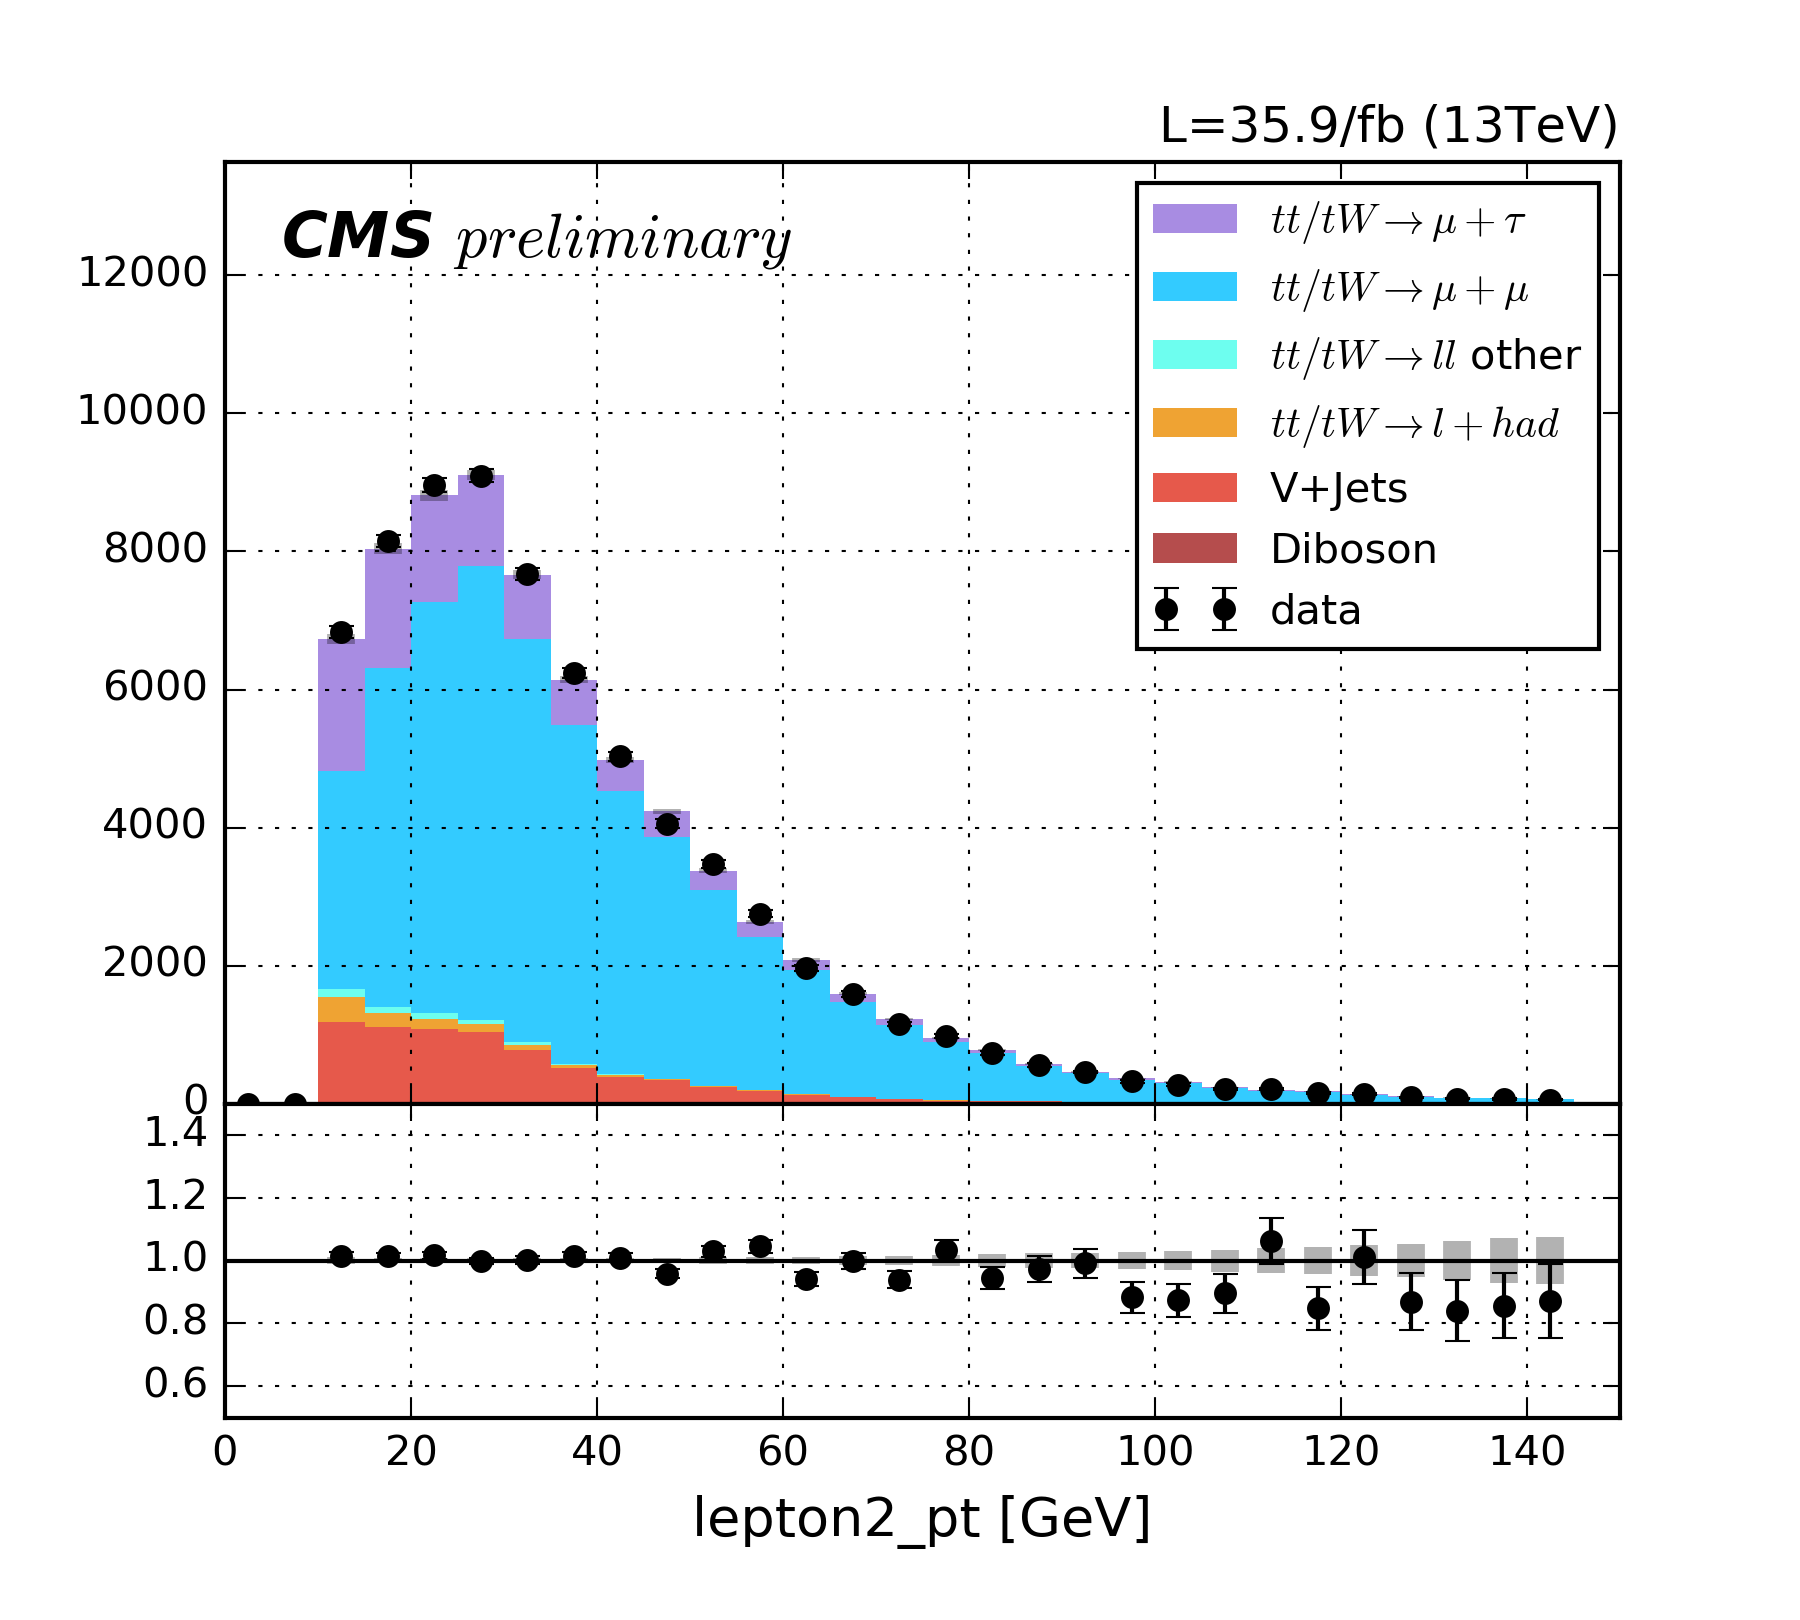 L=35.9/fb (13TeV)
CMS preliminary
tt/tW → μ + τ
tt/tW → μ + μ
tt/tW → ll other
tt/tW → l + had
V+Jets
Diboson
data
12000
10000
8000
6000
4000
2000
0
1.4
1.2
1.0
0.8
0.6
0 20 40 60 80 100 120 140
lepton2_pt [GeV]